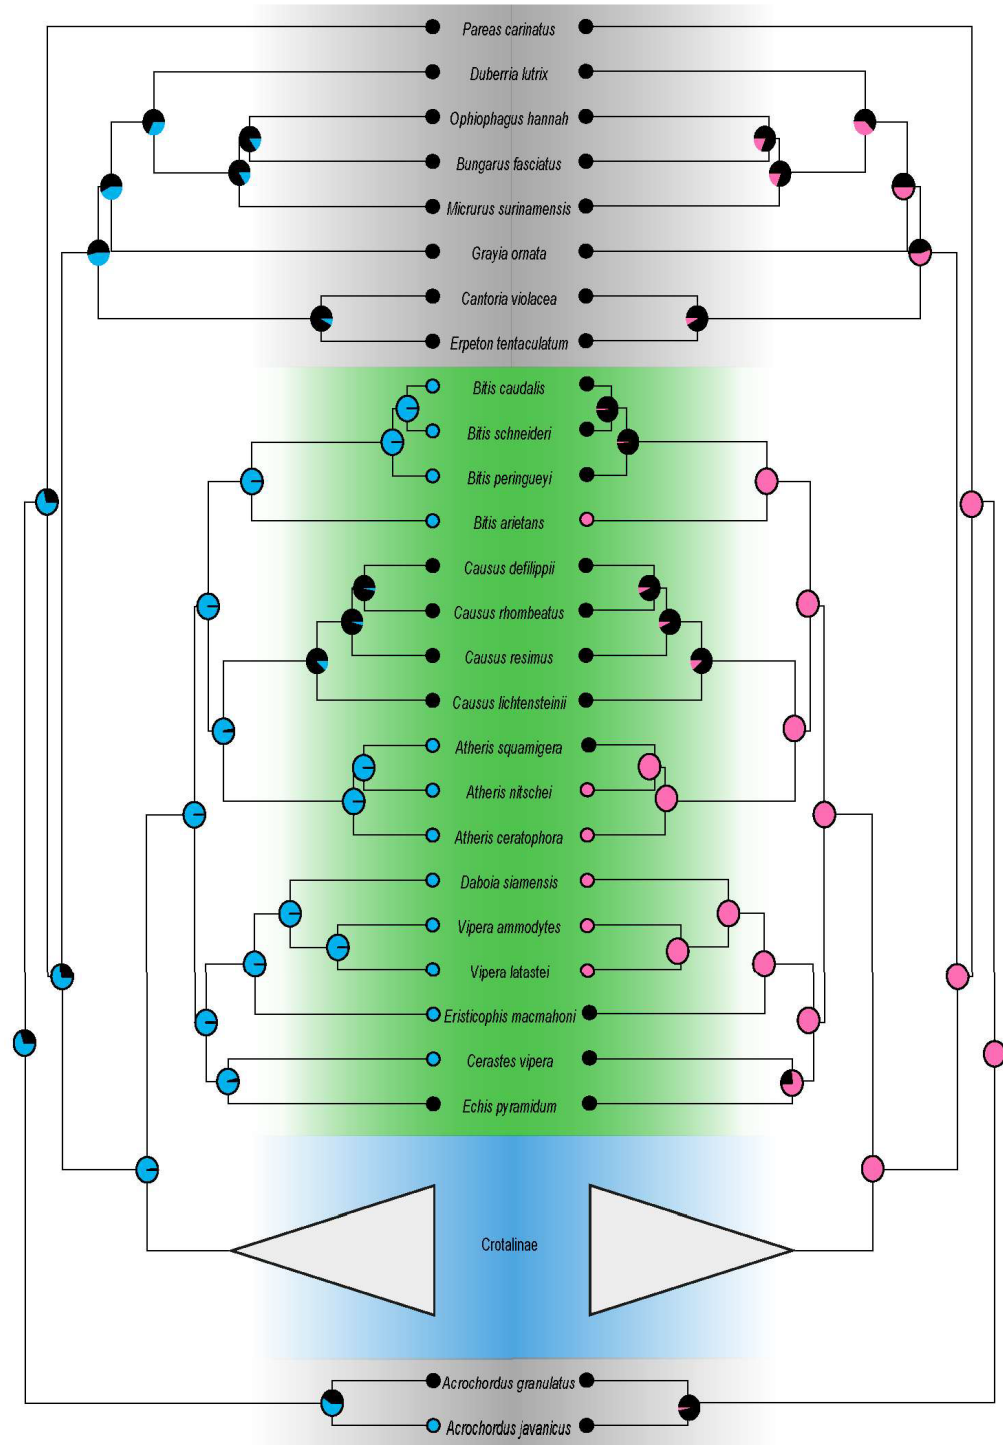 Pareas carinatus
Duberria lutrix
Ophiophagus hannah
Bungarus fasciatus
Micrurus surinamensis
Grayia ornata
Cantoria violacea
Erpeton tentaculatum
Bitis caudalis
Bitis schneideri
Bitis peringueyi
Bitis arietans
Causus defilippii
Causus rhombeatus
Causus resimus
Causus lichtensteinii
Atheris squamigera
Atheris nitschei
Atheris ceratophora
Daboia siamensis
Vipera ammodytes
Vipera latastei
Eristicophis macmahoni
Cerastes vipera
Echis pyramidum
Crotalinae
Acrochordus granulatus
Acrochordus javanicus